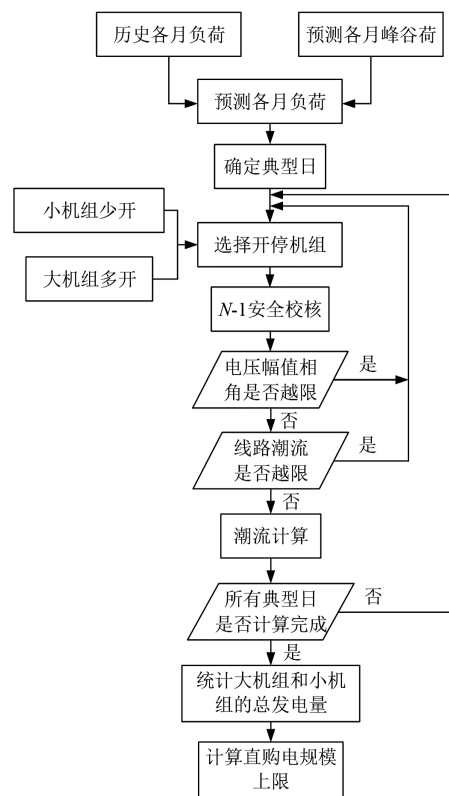 历史各月负荷
预测各月峰谷荷
预测各月负荷
确定典型日
小机组少开
选择开停机组
大机组多开
N-1安全校核
电压幅值相
角是否越限
是
否
线路潮流
是否越限
是
否
潮流计算
所有典型日
是否计算完成
否
是
统计大机组和小机
组的总发电量
计算直购电规模
上限